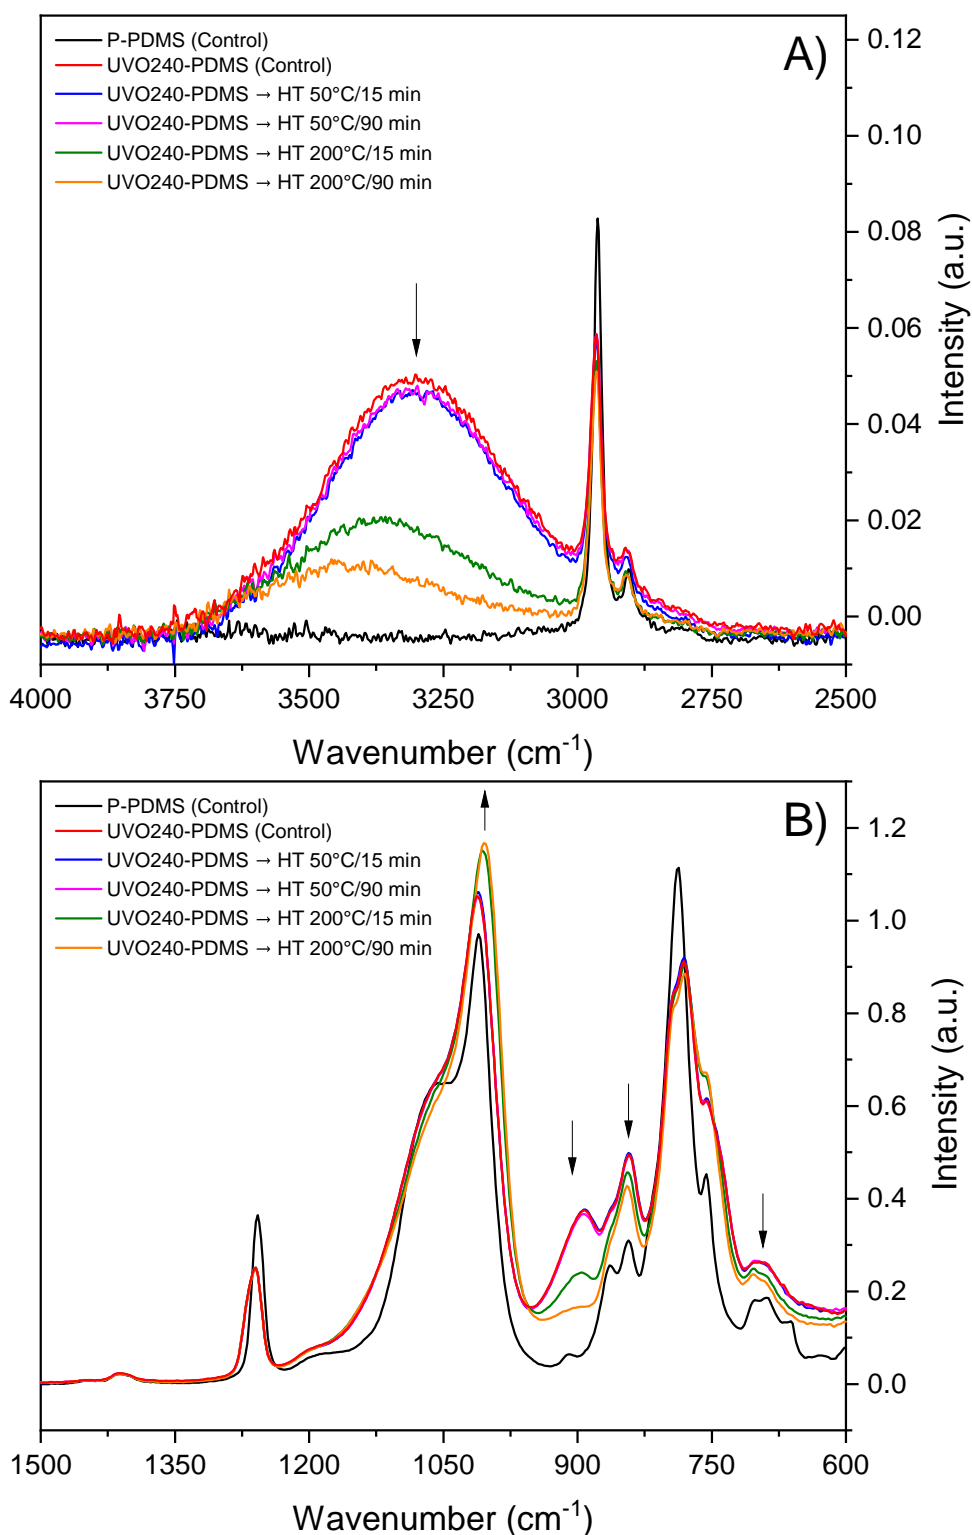 P-PDMS (Control)
UVO240-PDMS (Control)
UVO240-PDMS → HT 50°C/15 min
UVO240-PDMS → HT 50°C/90 min
UVO240-PDMS → HT 200°C/15 min
UVO240-PDMS → HT 200°C/90 min
A)
0.12
0.10
0.08
0.06
0.04
0.02
0.00
Intensity (a.u.)
4000 3750 3500 3250 3000 2750 2500
Wavenumber (cm⁻¹)
P-PDMS (Control)
UVO240-PDMS (Control)
UVO240-PDMS → HT 50°C/15 min
UVO240-PDMS → HT 50°C/90 min
UVO240-PDMS → HT 200°C/15 min
UVO240-PDMS → HT 200°C/90 min
B)
1.2
1.0
0.8
0.6
0.4
0.2
0.0
Intensity (a.u.)
1500 1350 1200 1050 900 750 600
Wavenumber (cm⁻¹)